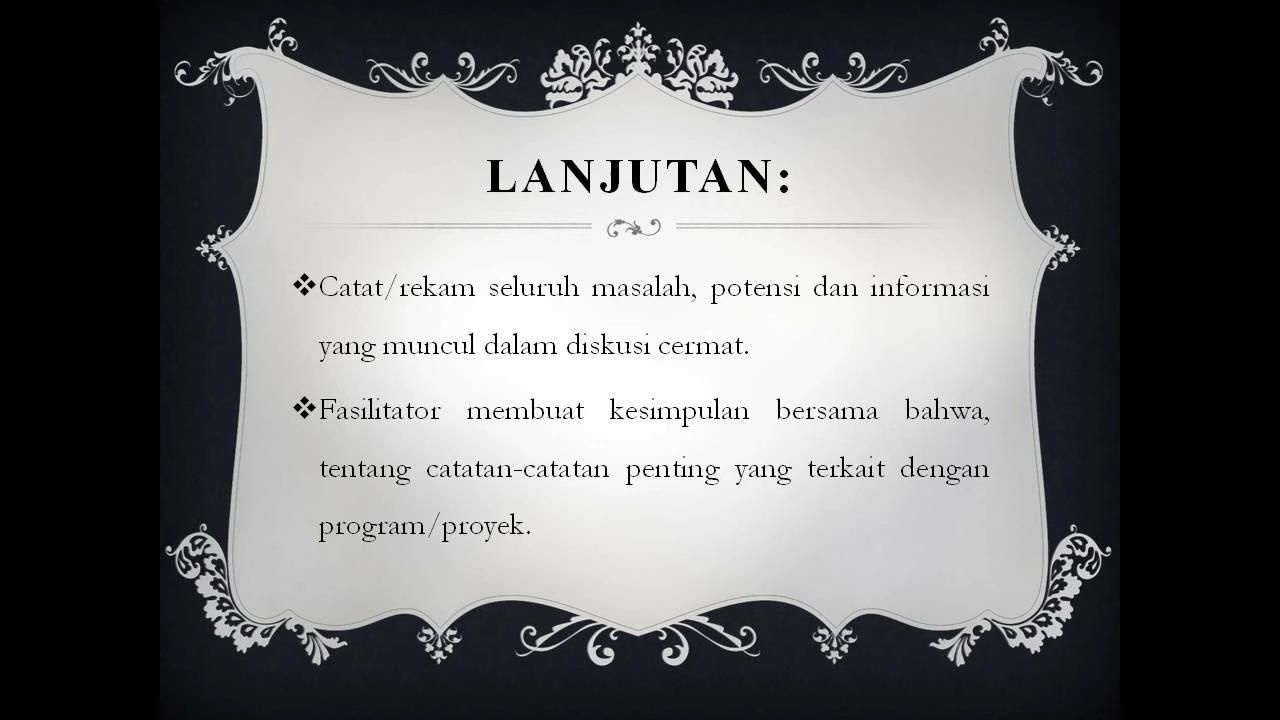 LANJUTAN:
❖Catat/rekam seluruh masalah, potensi dan informasi
yang muncul dalam diskusi cermat.
❖Fasilitator membuat kesimpulan bersama bahwa,
tentang catatan-catatan penting yang terkait dengan
program/proyek.